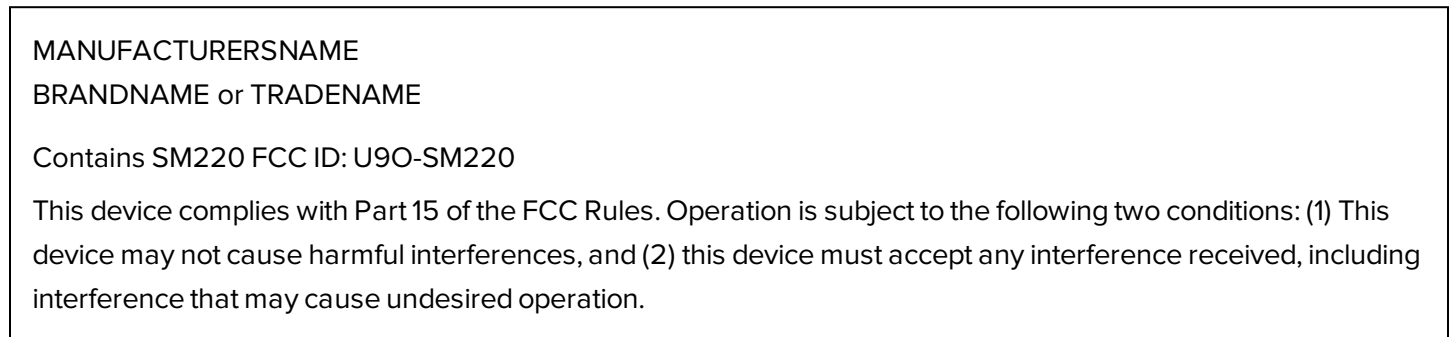 MANUFACTURERSNAME
BRANDNAME or TRADENAME
Contains SM220 FCC ID: U9O-SM220
This device complies with Part 15 of the FCC Rules. Operation is subject to the following two conditions: (1) This
device may not cause harmful interferences, and (2) this device must accept any interference received, including
interference that may cause undesired operation.